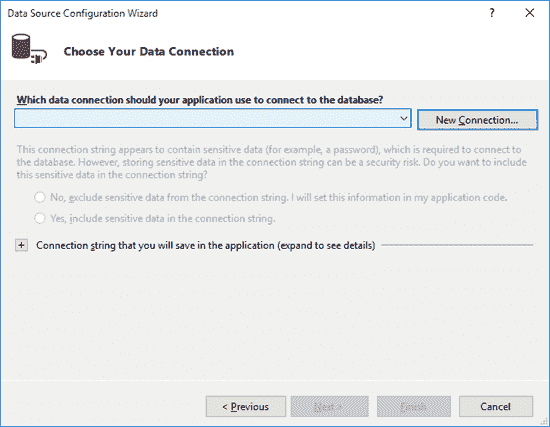 Data Source Configuration Wizard
?
Choose Your Data Connection
Which data connection should your application use to connect to the database?
New Connection...
This connection string appears to contain sensitive data (for example, a password), which is required to connect to
the database. However, storing sensitive data in the connection string can be a security risk. Do you want to include
this sensitive data in the connection string?
No, exclude sensitive data from the connection string. I will set this information in my application code.
Yes, include sensitive data in the connection string.
Connection string that you will save in the application (expand to see details)
< Previous
Next >
Finish
Cancel